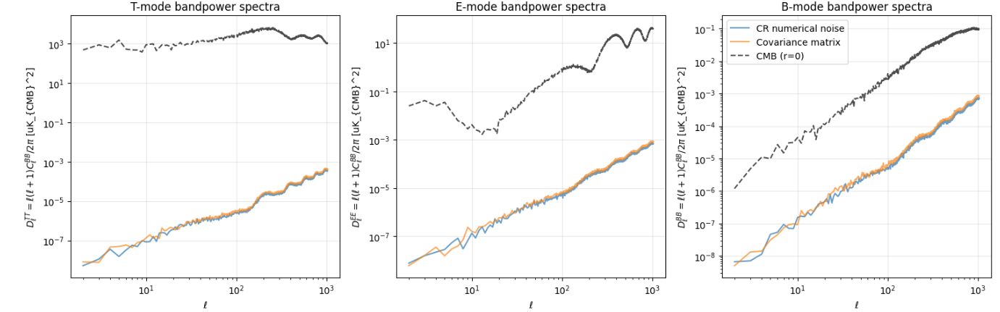 T-mode bandpower spectra
D_ℓ^{TT} = ℓ(ℓ + 1)C_ℓ^{BB}/2π [uK_{CMB}^2]
10^3
10^1
10^{-1}
10^{-3}
10^{-5}
10^{-7}
10^1
10^2
10^3
ℓ
E-mode bandpower spectra
D_ℓ^{EE} = ℓ(ℓ + 1)C_ℓ^{BB}/2π [uK_{CMB}^2]
10^1
10^{-1}
10^{-3}
10^{-5}
10^{-7}
10^1
10^2
10^3
ℓ
B-mode bandpower spectra
D_ℓ^{BB} = ℓ(ℓ + 1)C_ℓ^{BB}/2π [uK_{CMB}^2]
CR numerical noise
Covariance matrix
CMB (r=0)
10^{-1}
10^{-2}
10^{-3}
10^{-4}
10^{-5}
10^{-6}
10^{-7}
10^{-8}
10^1
10^2
10^3
ℓ